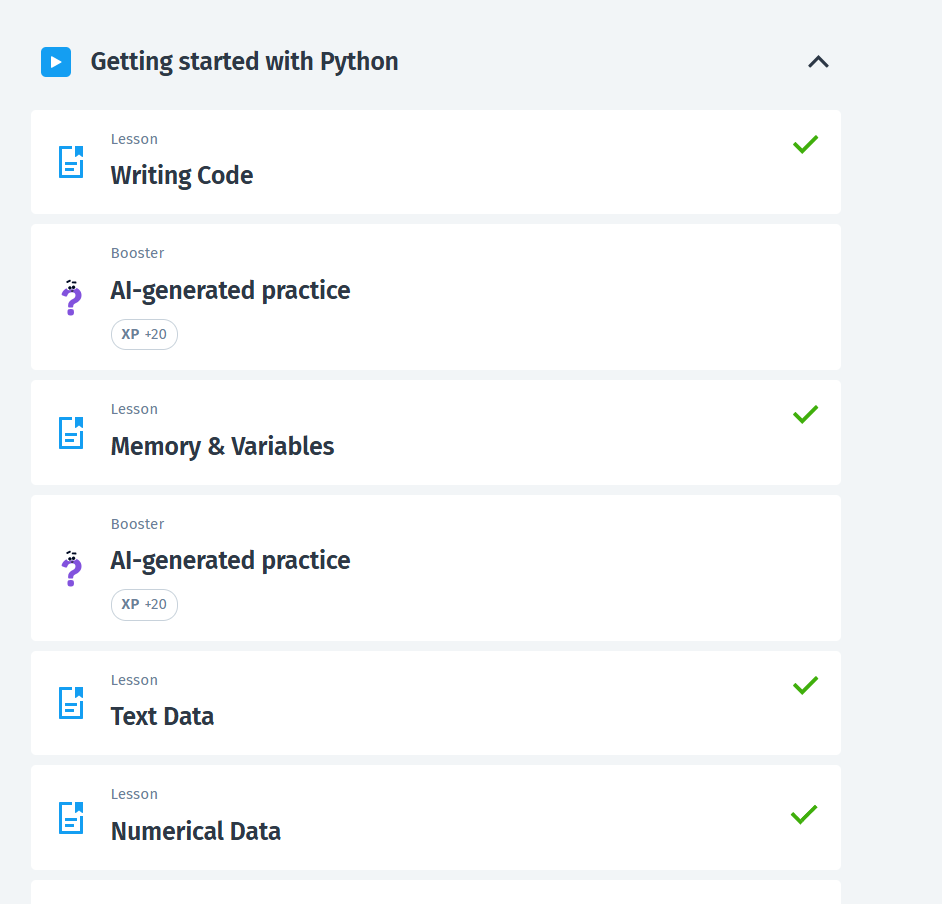 Getting started with Python
Lesson
Writing Code
Booster
AI-generated practice
XP +20
Lesson
Memory & Variables
Booster
AI-generated practice
XP +20
Lesson
Text Data
Lesson
Numerical Data